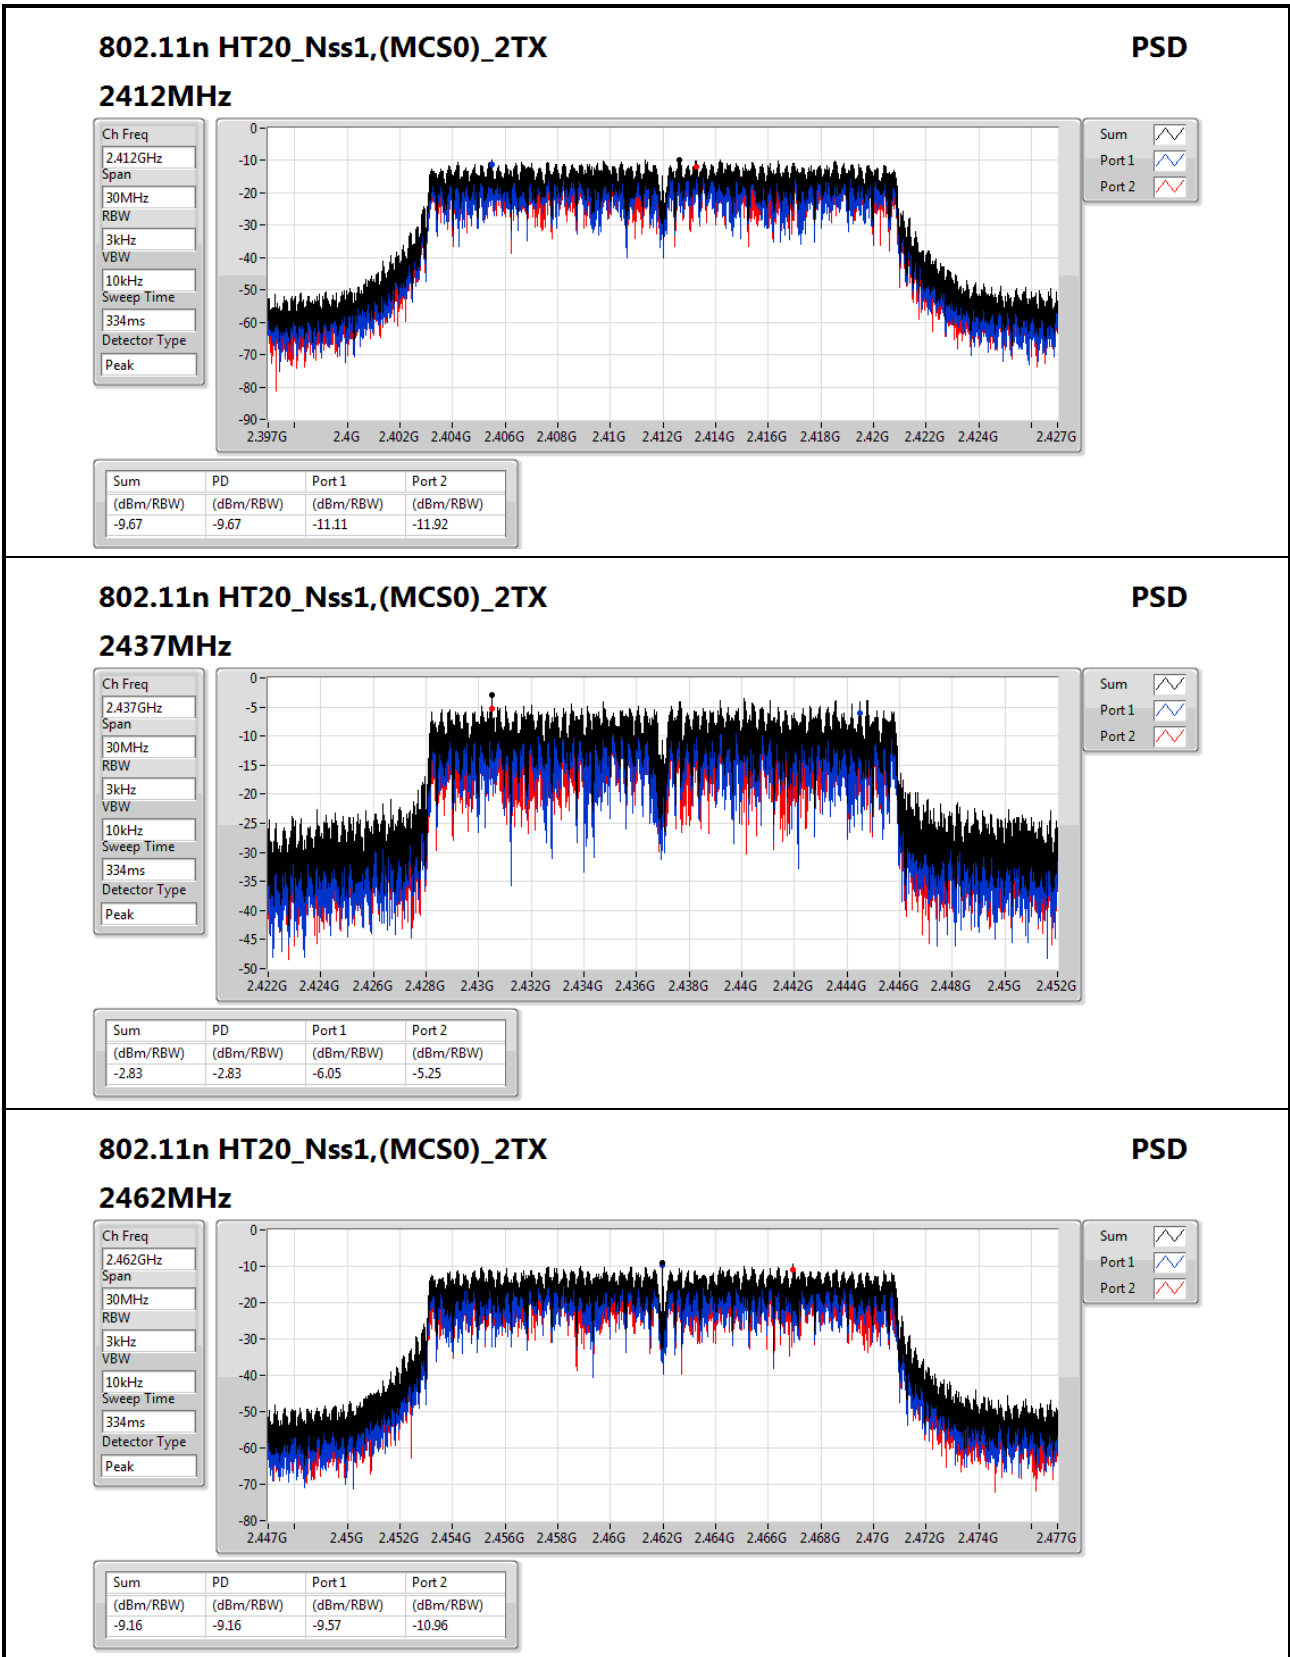 802.11n HT20_Nss1,(MCS0)_2TX PSD
2412MHz
Ch Freq
2.412GHz
Span
30MHz
RBW
3kHz
VBW
10kHz
Sweep Time
334ms
Detector Type
Peak
0
-10
-20
-30
-40
-50
-60
-70
-80
-90
2.397G 2.4G 2.402G 2.404G 2.406G 2.408G 2.41G 2.412G 2.414G 2.416G 2.418G 2.42G 2.422G 2.424G 2.427G
Sum
Port 1
Port 2
Sum PD Port 1 Port 2
(dBm/RBW) (dBm/RBW) (dBm/RBW) (dBm/RBW)
-9.67 -9.67 -11.11 -11.92
802.11n HT20_Nss1,(MCS0)_2TX PSD
2437MHz
Ch Freq
2.437GHz
Span
30MHz
RBW
3kHz
VBW
10kHz
Sweep Time
334ms
Detector Type
Peak
0
-5
-10
-15
-20
-25
-30
-35
-40
-45
-50
2.422G 2.424G 2.426G 2.428G 2.43G 2.432G 2.434G 2.436G 2.438G 2.44G 2.442G 2.444G 2.446G 2.448G 2.45G 2.452G
Sum
Port 1
Port 2
Sum PD Port 1 Port 2
(dBm/RBW) (dBm/RBW) (dBm/RBW) (dBm/RBW)
-2.83 -2.83 -6.05 -5.25
802.11n HT20_Nss1,(MCS0)_2TX PSD
2462MHz
Ch Freq
2.462GHz
Span
30MHz
RBW
3kHz
VBW
10kHz
Sweep Time
334ms
Detector Type
Peak
0
-10
-20
-30
-40
-50
-60
-70
-80
2.447G 2.45G 2.452G 2.454G 2.456G 2.458G 2.46G 2.462G 2.464G 2.466G 2.468G 2.47G 2.472G 2.474G 2.477G
Sum
Port 1
Port 2
Sum PD Port 1 Port 2
(dBm/RBW) (dBm/RBW) (dBm/RBW) (dBm/RBW)
-9.16 -9.16 -9.57 -10.96